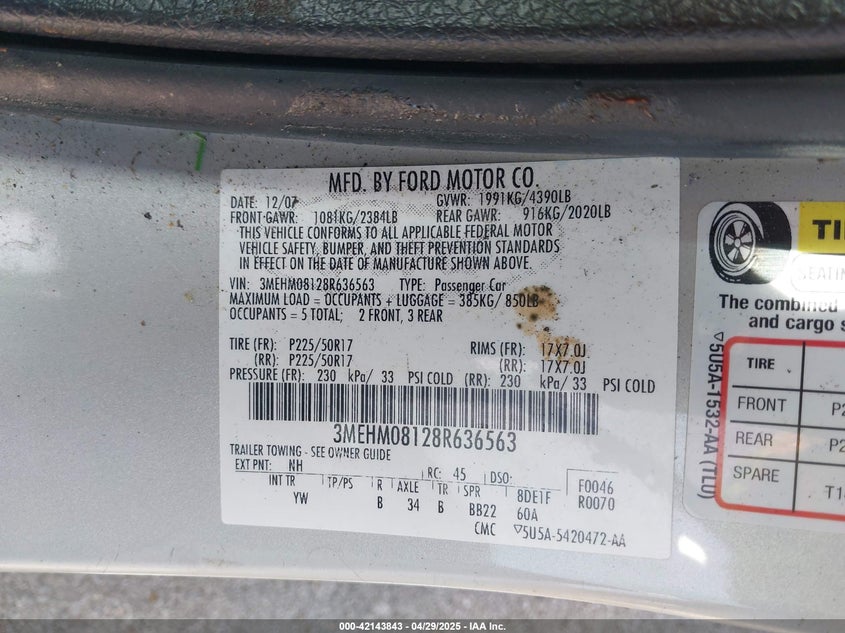 MFD. BY FORD MOTOR CO.
DATE: 12/07 GVWR: 1991KG/4390LB
FRONT GAWR: 1081KG/2384LB REAR GAWR: 916KG/2020LB
THIS VEHICLE CONFORMS TO ALL APPLICABLE FEDERAL MOTOR
VEHICLE SAFETY, BUMPER, AND THEFT PREVENTION STANDARDS
IN EFFECT ON THE DATE OF MANUFACTURE SHOWN ABOVE.
VIN: 3MEHM08128R636563 TYPE: Passenger Car
MAXIMUM LOAD = OCCUPANTS + LUGGAGE = 385KG/ 850LB
OCCUPANTS = 5 TOTAL; 2 FRONT, 3 REAR
TIRE (FR): P225/50R17 RIMS (FR): 17X7.0J
(RR): P225/50R17 (RR): 17X7.0J
PRESSURE (FR): 230 kPa/ 33 PSI COLD (RR): 230 kPa/ 33 PSI COLD
3MEHM08128R636563
TRAILER TOWING - SEE OWNER GUIDE
EXT PNT: NH RC: 45 DSO:
INT TR TP/PS R AXLE TR SPR 8DE1F F0046
YW B 34 B BB22 60A R0070
CMC ▽5U5A-5420472-AA
TI
SEATIN
The combined
and cargo s
TIRE
FRONT P2
REAR P2
SPARE T1
▽5U5A-1532-AA (TLU)
000-42143843 | 04/29/2025 - IAA Inc.